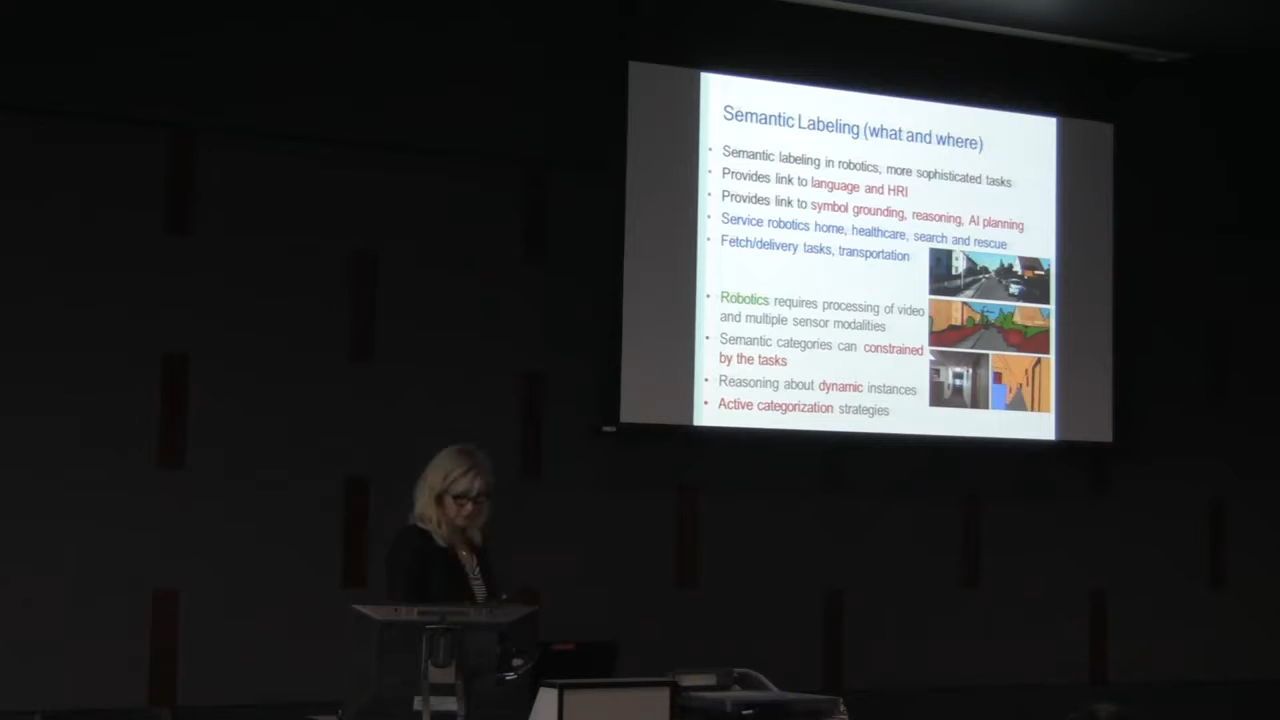 Semantic Labeling (what and where)
• Semantic labeling in robotics, more sophisticated tasks
• Provides link to language and HRI
• Provides link to symbol grounding, reasoning, AI planning
• Service robotics home, healthcare, search and rescue
• Fetch/delivery tasks, transportation
• Robotics requires processing of video
and multiple sensor modalities
• Semantic categories can constrained
by the tasks
• Reasoning about dynamic instances
• Active categorization strategies